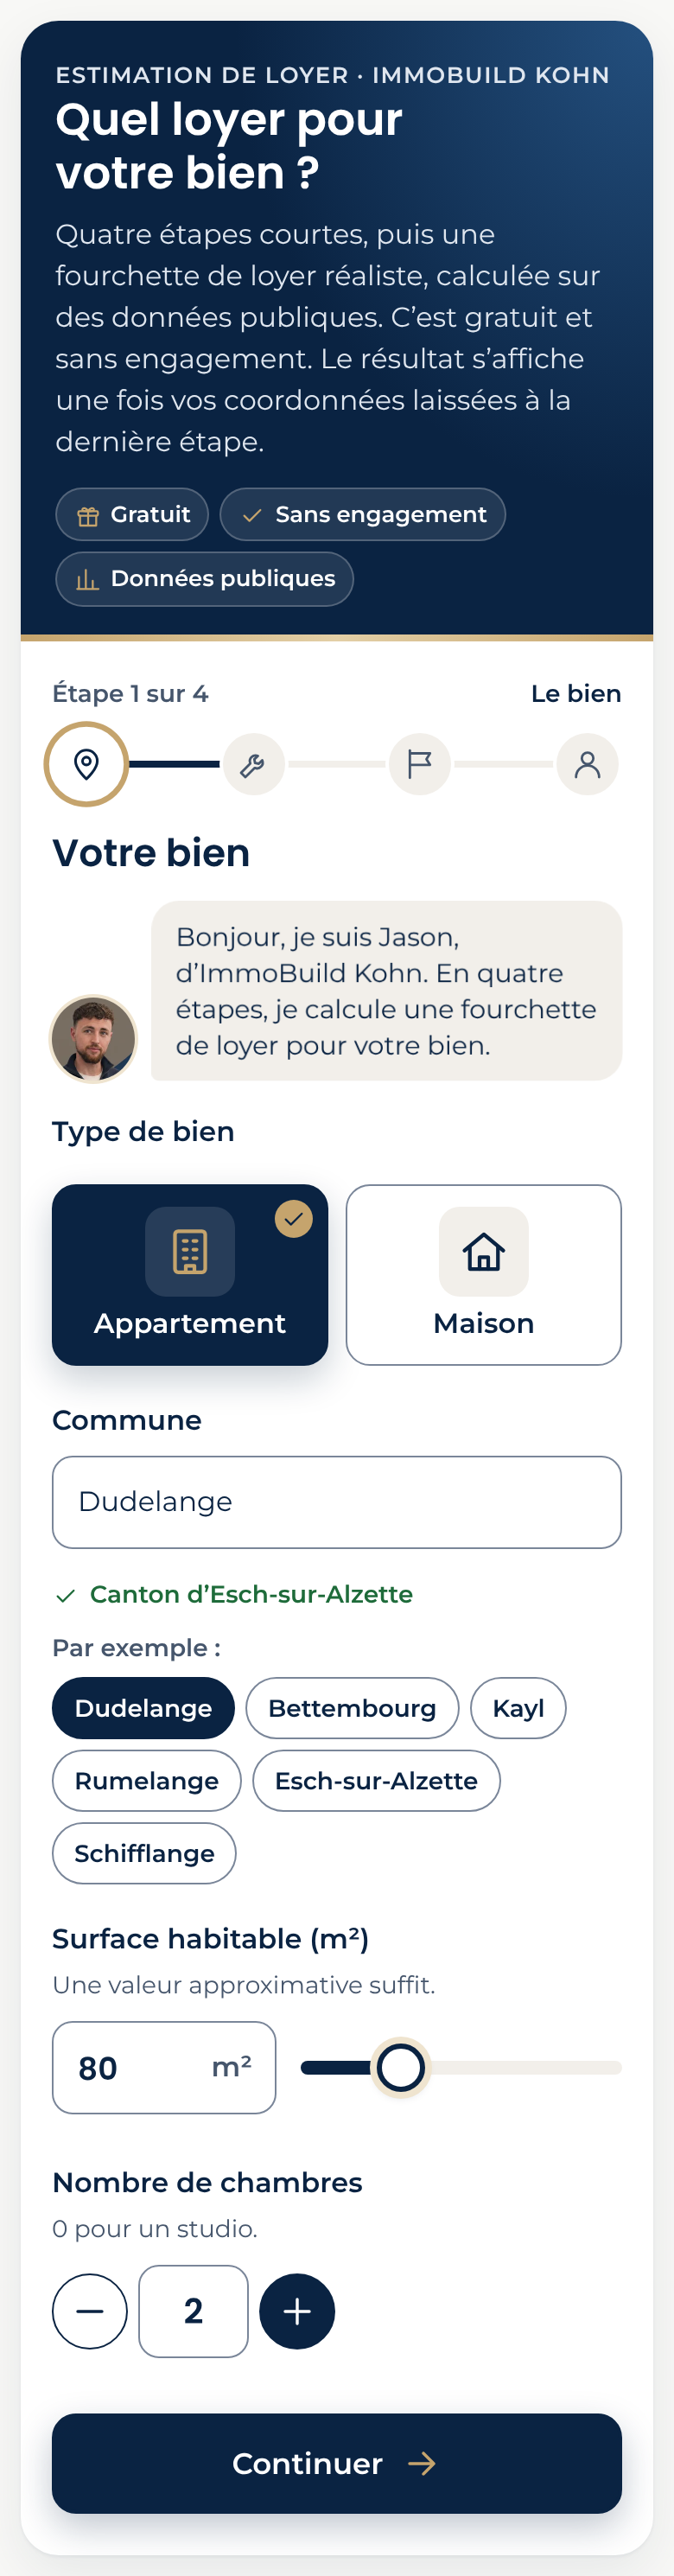 ESTIMATION DE LOYER · IMMOBUILD KOHN
Quel loyer pour
votre bien ?
Quatre étapes courtes, puis une
fourchette de loyer réaliste, calculée sur
des données publiques. C’est gratuit et
sans engagement. Le résultat s’affiche
une fois vos coordonnées laissées à la
dernière étape.
Gratuit
Sans engagement
Données publiques
Étape 1 sur 4
Le bien
Votre bien
Bonjour, je suis Jason,
d’ImmoBuild Kohn. En quatre
étapes, je calcule une fourchette
de loyer pour votre bien.
Type de bien
Appartement
Maison
Commune
Dudelange
Canton d’Esch-sur-Alzette
Par exemple :
Dudelange
Bettembourg
Kayl
Rumelange
Esch-sur-Alzette
Schifflange
Surface habitable (m²)
Une valeur approximative suffit.
80 m²
Nombre de chambres
0 pour un studio.
2
Continuer